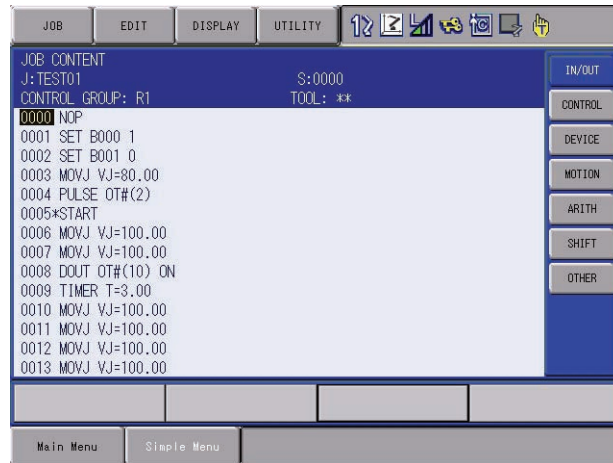 JOB EDIT DISPLAY UTILITY
JOB CONTENT
J:TEST01 S:0000
CONTROL GROUP: R1 TOOL: **
0000 NOP
0001 SET B000 1
0002 SET B001 0
0003 MOVJ VJ=80.00
0004 PULSE OT#(2)
0005*START
0006 MOVJ VJ=100.00
0007 MOVJ VJ=100.00
0008 DOUT OT#(10) ON
0009 TIMER T=3.00
0010 MOVJ VJ=100.00
0011 MOVJ VJ=100.00
0012 MOVJ VJ=100.00
0013 MOVJ VJ=100.00
IN/OUT
CONTROL
DEVICE
MOTION
ARITH
SHIFT
OTHER
Main Menu Simple Menu